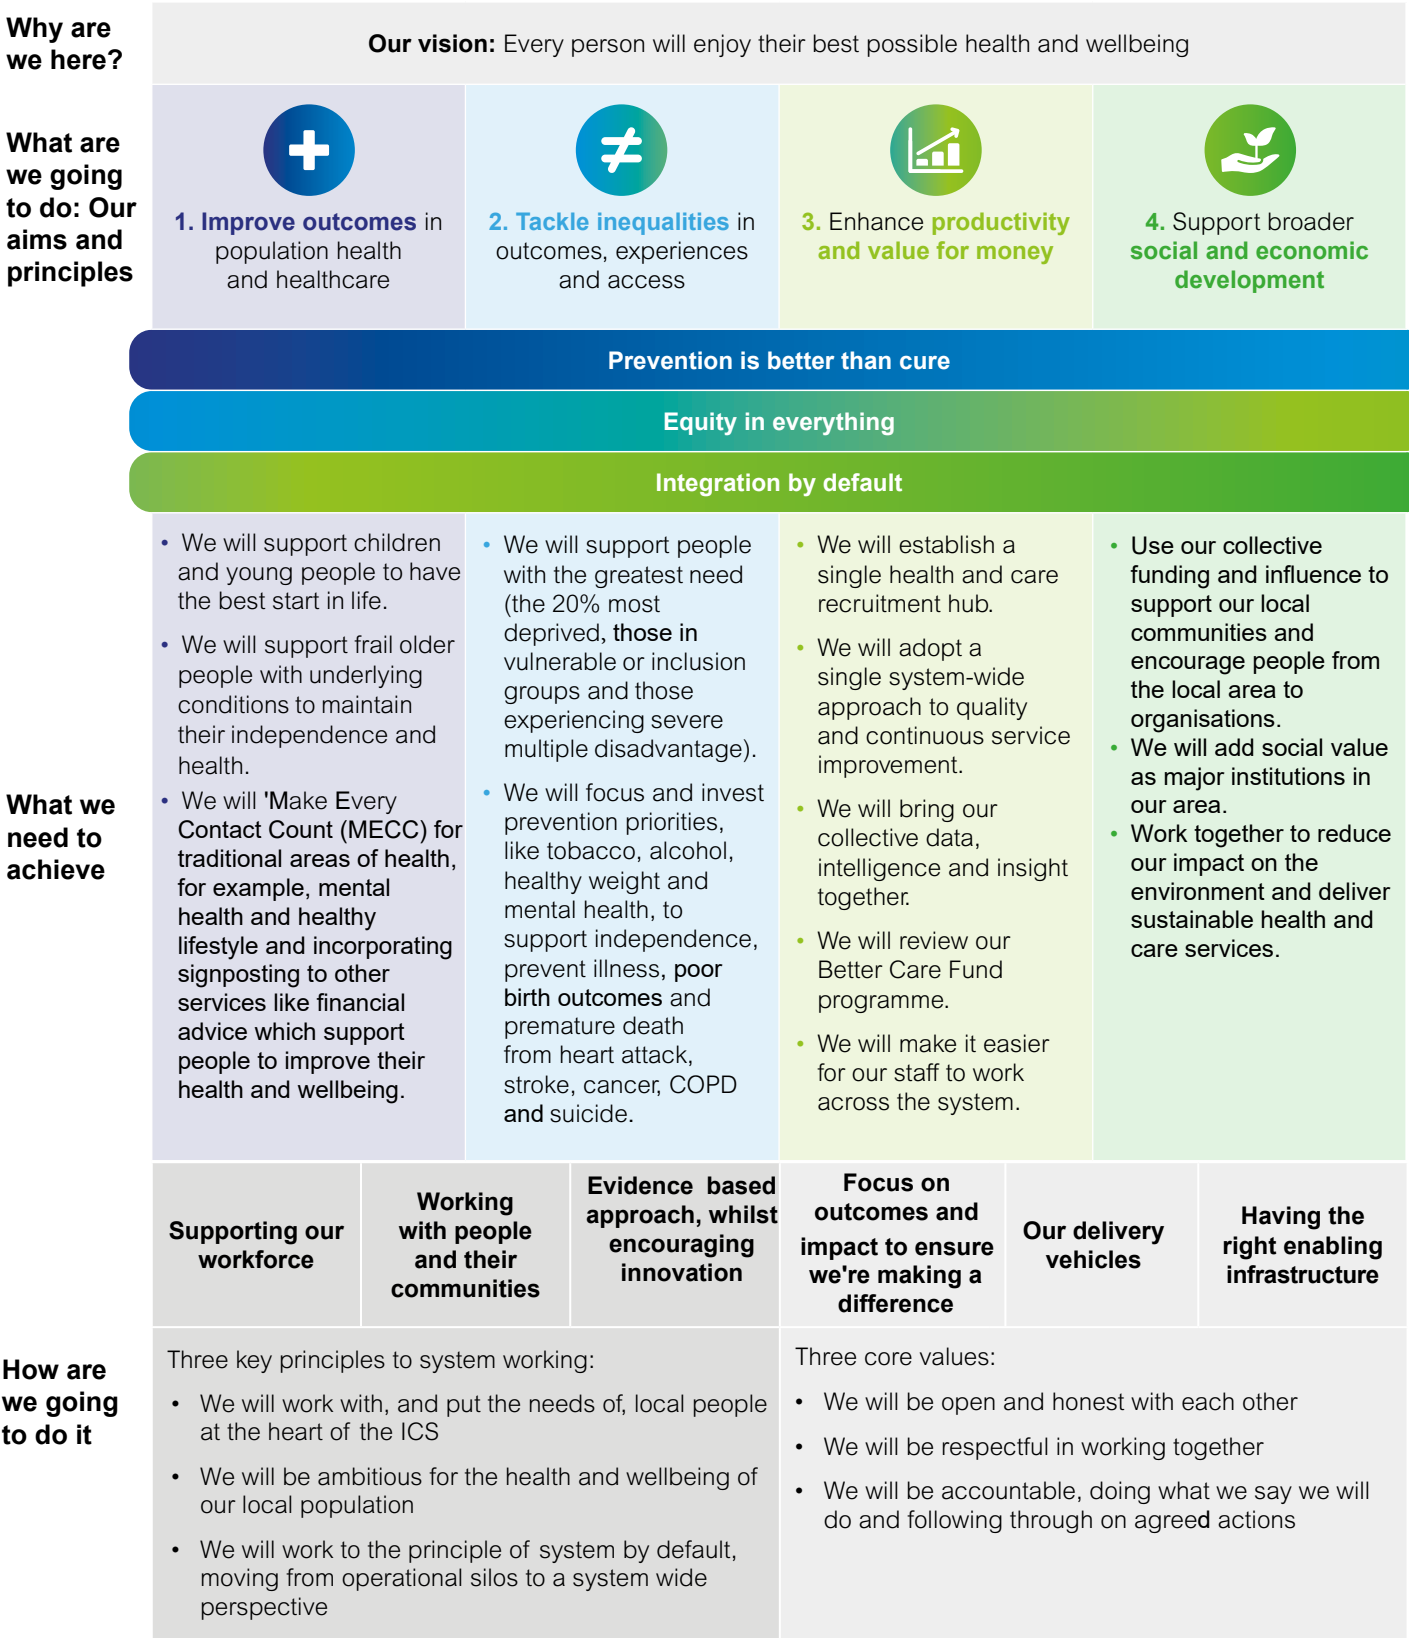 Why are
we here?
Our vision: Every person will enjoy their best possible health and wellbeing
What are
we going
to do: Our
aims and
principles
1. Improve outcomes in
population health
and healthcare
2. Tackle inequalities in
outcomes, experiences
and access
3. Enhance productivity
and value for money
4. Support broader
social and economic
development
Prevention is better than cure
Equity in everything
Integration by default
What we
need to
achieve
• We will support children
and young people to have
the best start in life.
• We will support frail older
people with underlying
conditions to maintain
their independence and
health.
• We will 'Make Every
Contact Count (MECC) for
traditional areas of health,
for example, mental
health and healthy
lifestyle and incorporating
signposting to other
services like financial
advice which support
people to improve their
health and wellbeing.
• We will support people
with the greatest need
(the 20% most
deprived, those in
vulnerable or inclusion
groups and those
experiencing severe
multiple disadvantage).
• We will focus and invest
prevention priorities,
like tobacco, alcohol,
healthy weight and
mental health, to
support independence,
prevent illness, poor
birth outcomes and
premature death
from heart attack,
stroke, cancer, COPD
and suicide.
• We will establish a
single health and care
recruitment hub.
• We will adopt a
single system-wide
approach to quality
and continuous service
improvement.
• We will bring our
collective data,
intelligence and insight
together.
• We will review our
Better Care Fund
programme.
• We will make it easier
for our staff to work
across the system.
• Use our collective
funding and influence to
support our local
communities and
encourage people from
the local area to
organisations.
• We will add social value
as major institutions in
our area.
• Work together to reduce
our impact on the
environment and deliver
sustainable health and
care services.
How are
we going
to do it
Supporting our
workforce
Working
with people
and their
communities
Evidence based
approach, whilst
encouraging
innovation
Focus on
outcomes and
impact to ensure
we're making a
difference
Our delivery
vehicles
Having the
right enabling
infrastructure
Three key principles to system working:
• We will work with, and put the needs of, local people
at the heart of the ICS
• We will be ambitious for the health and wellbeing of
our local population
• We will work to the principle of system by default,
moving from operational silos to a system wide
perspective
Three core values:
• We will be open and honest with each other
• We will be respectful in working together
• We will be accountable, doing what we say we will
do and following through on agreed actions